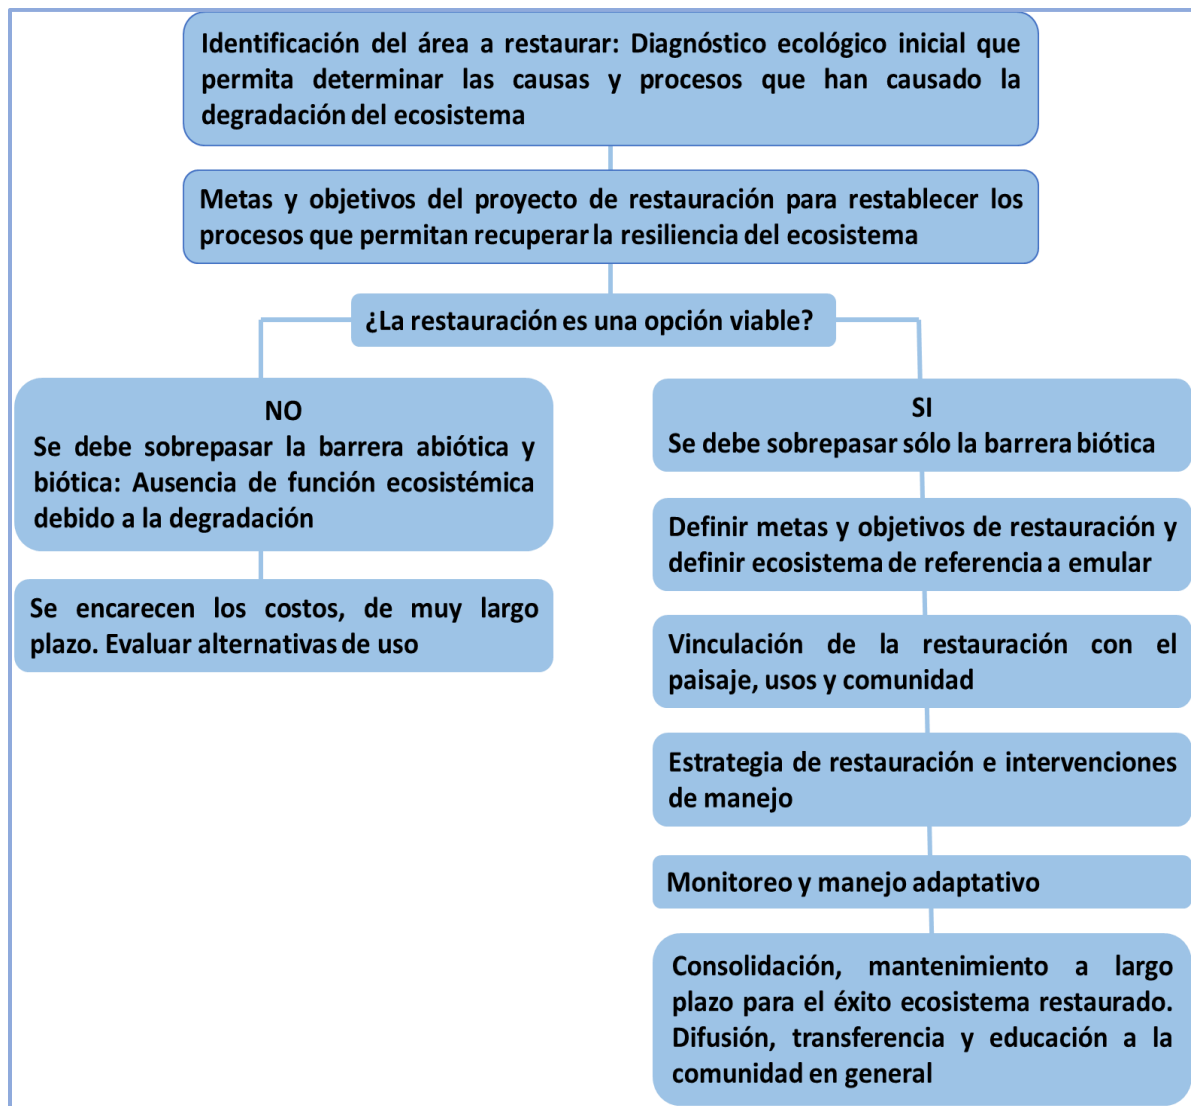 Identificación del área a restaurar: Diagnóstico ecológico inicial que
permita determinar las causas y procesos que han causado la
degradación del ecosistema
Metas y objetivos del proyecto de restauración para restablecer los
procesos que permitan recuperar la resiliencia del ecosistema
¿La restauración es una opción viable?
NO
Se debe sobrepasar la barrera abiótica y
biótica: Ausencia de función ecosistémica
debido a la degradación
Se encarecen los costos, de muy largo
plazo. Evaluar alternativas de uso
SI
Se debe sobrepasar sólo la barrera biótica
Definir metas y objetivos de restauración y
definir ecosistema de referencia a emular
Vinculación de la restauración con el
paisaje, usos y comunidad
Estrategia de restauración e intervenciones
de manejo
Monitoreo y manejo adaptativo
Consolidación, mantenimiento a largo
plazo para el éxito ecosistema restaurado.
Difusión, transferencia y educación a la
comunidad en general